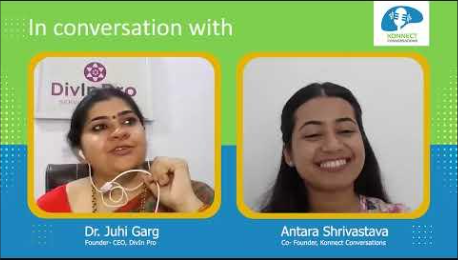 In conversation with
KONNECT
CONVERSATIONS
DivIn Pro
Dr. Juhi Garg
Founder- CEO, DivIn Pro
Antara Shrivastava
Co- Founder, Konnect Conversations